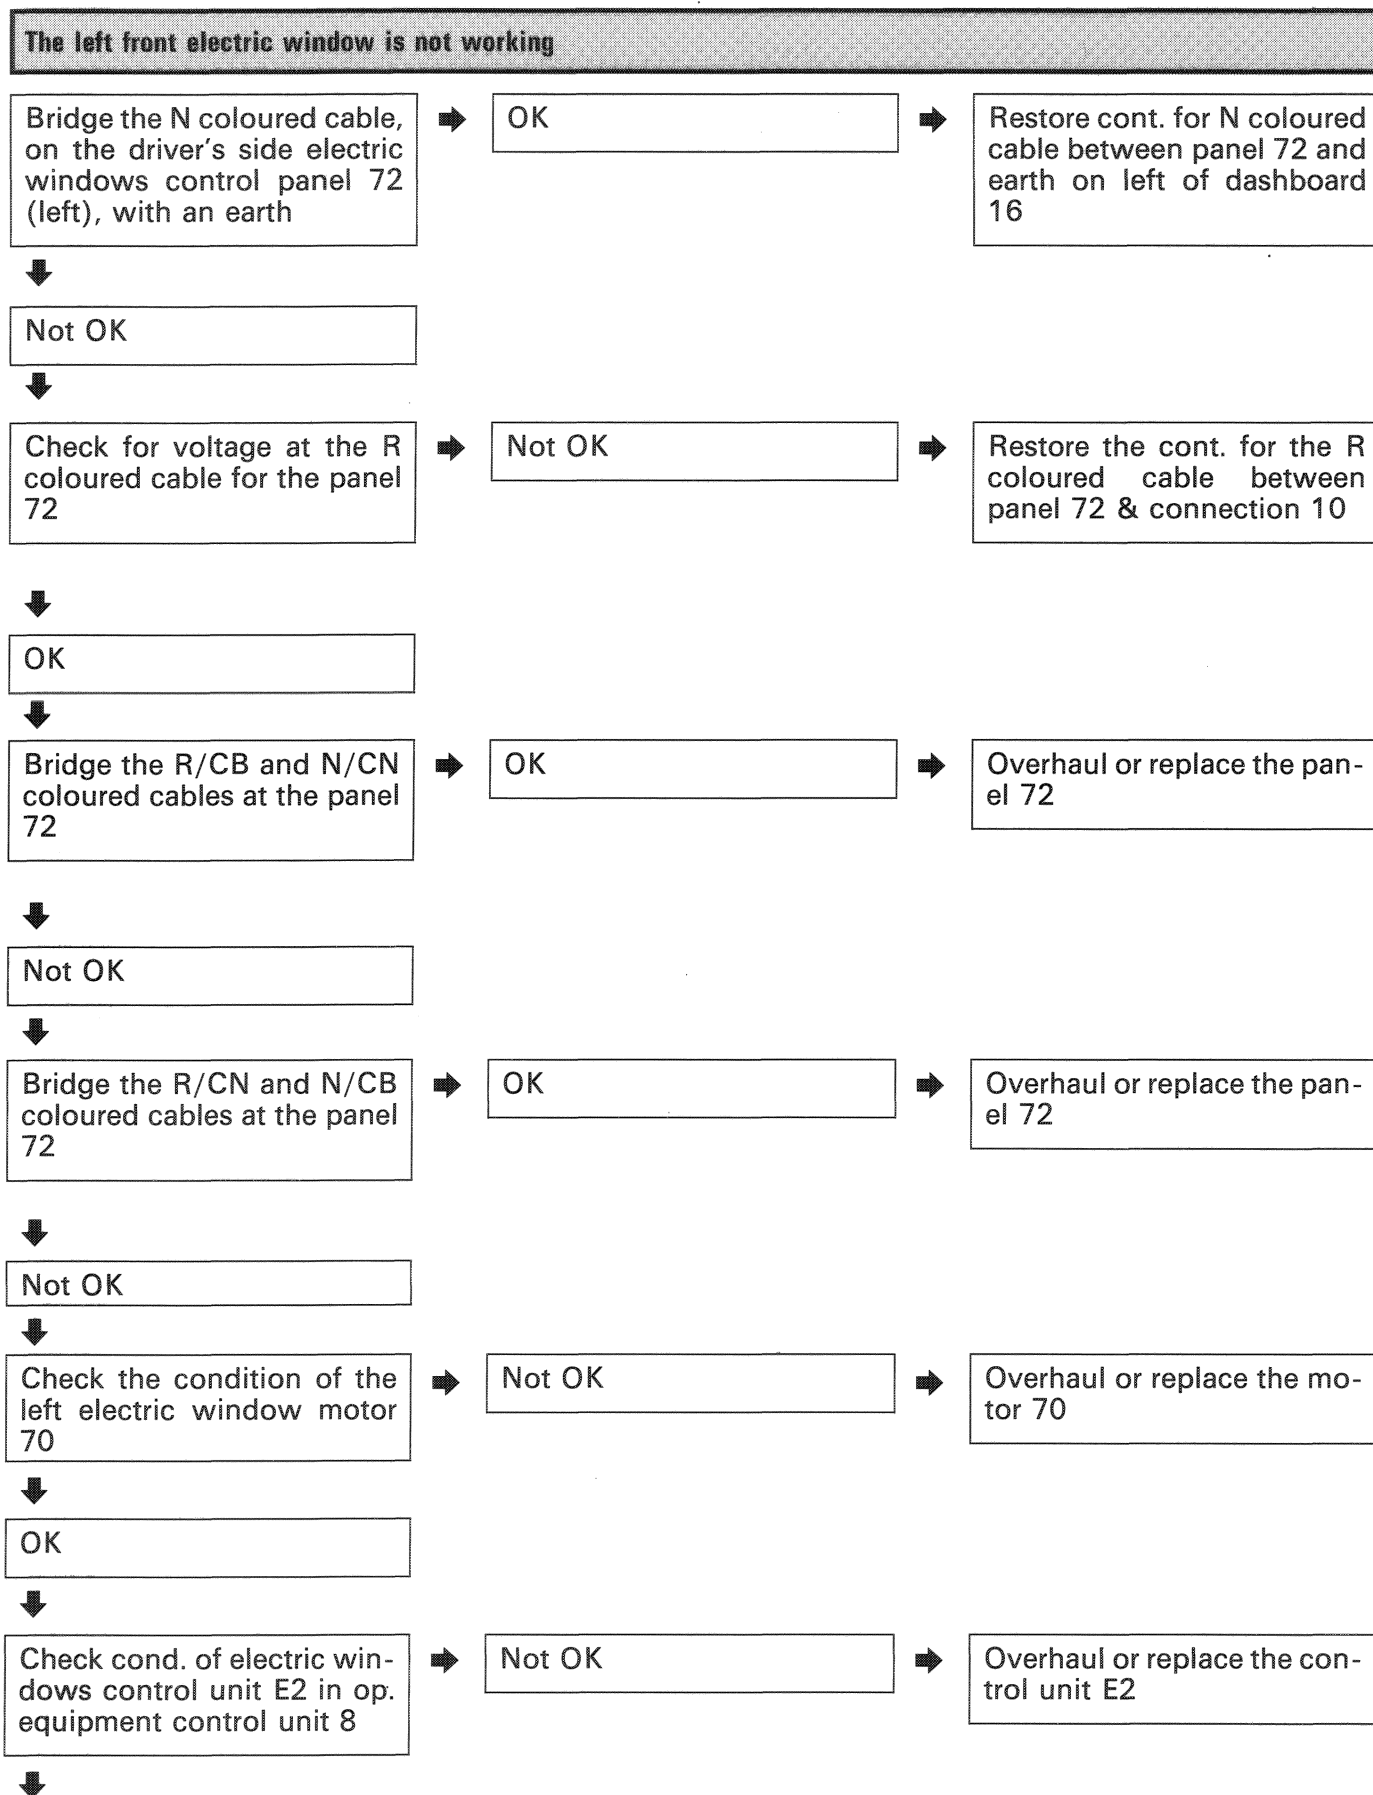 The left front electric window is not working
Bridge the N coloured cable,
on the driver's side electric
windows control panel 72
(left), with an earth
OK
Restore cont. for N coloured
cable between panel 72 and
earth on left of dashboard
16
Not OK
Check for voltage at the R
coloured cable for the panel
72
Not OK
Restore the cont. for the R
coloured cable between
panel 72 & connection 10
OK
Bridge the R/CB and N/CN
coloured cables at the panel
72
OK
Overhaul or replace the pan-
el 72
Not OK
Bridge the R/CN and N/CB
coloured cables at the panel
72
OK
Overhaul or replace the pan-
el 72
Not OK
Check the condition of the
left electric window motor
70
Not OK
Overhaul or replace the mo-
tor 70
OK
Check cond. of electric win-
dows control unit E2 in op.
equipment control unit 8
Not OK
Overhaul or replace the con-
trol unit E2